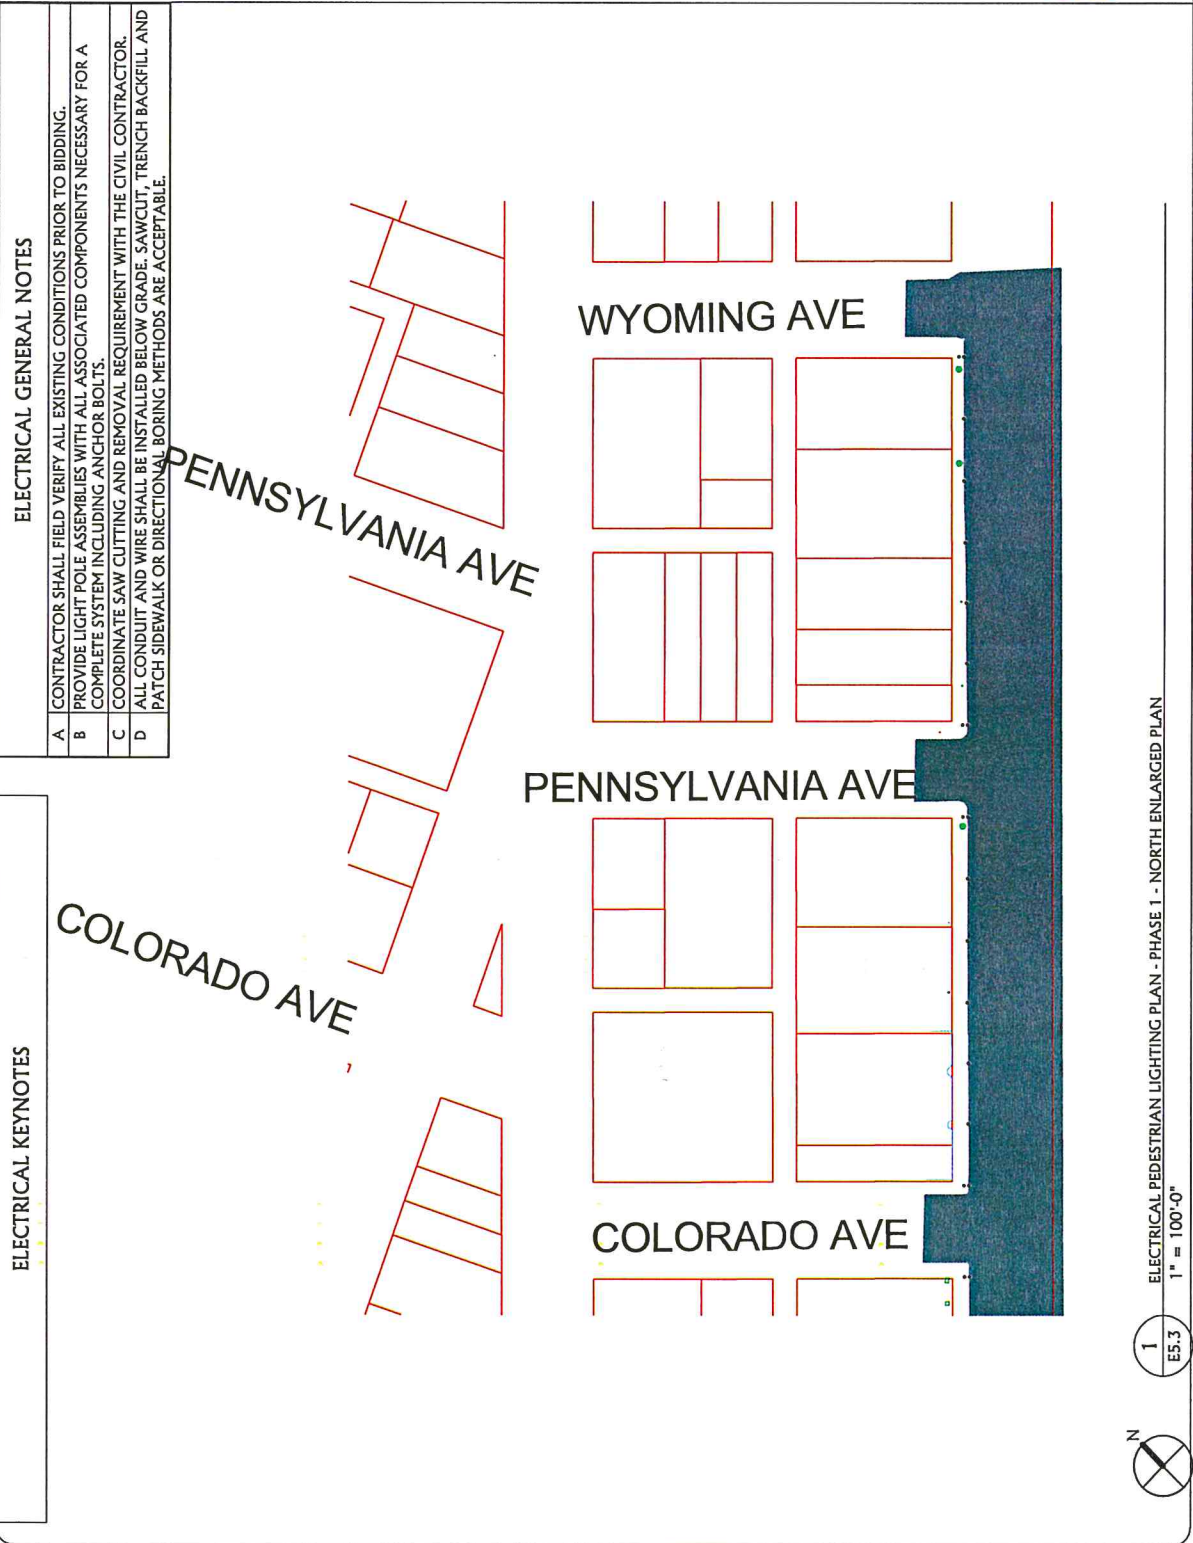 ELECTRICAL KEYNOTES
ELECTRICAL GENERAL NOTES
A CONTRACTOR SHALL FIELD VERIFY ALL EXISTING CONDITIONS PRIOR TO BIDDING.
B PROVIDE LIGHT POLE ASSEMBLIES WITH ALL ASSOCIATED COMPONENTS NECESSARY FOR A
COMPLETE SYSTEM INCLUDING ANCHOR BOLTS.
C COORDINATE SAW CUTTING AND REMOVAL REQUIREMENT WITH THE CIVIL CONTRACTOR.
D ALL CONDUIT AND WIRE SHALL BE INSTALLED BELOW GRADE. SAWCUT, TRENCH BACKFILL AND
PATCH SIDEWALK OR DIRECTIONAL BORING METHODS ARE ACCEPTABLE.
WYOMING AVE
PENNSYLVANIA AVE
PENNSYLVANIA AVE
COLORADO AVE
COLORADO AVE
N
1
E5.3
ELECTRICAL PEDESTRIAN LIGHTING PLAN - PHASE 1 - NORTH ENLARGED PLAN
1" = 100'-0"